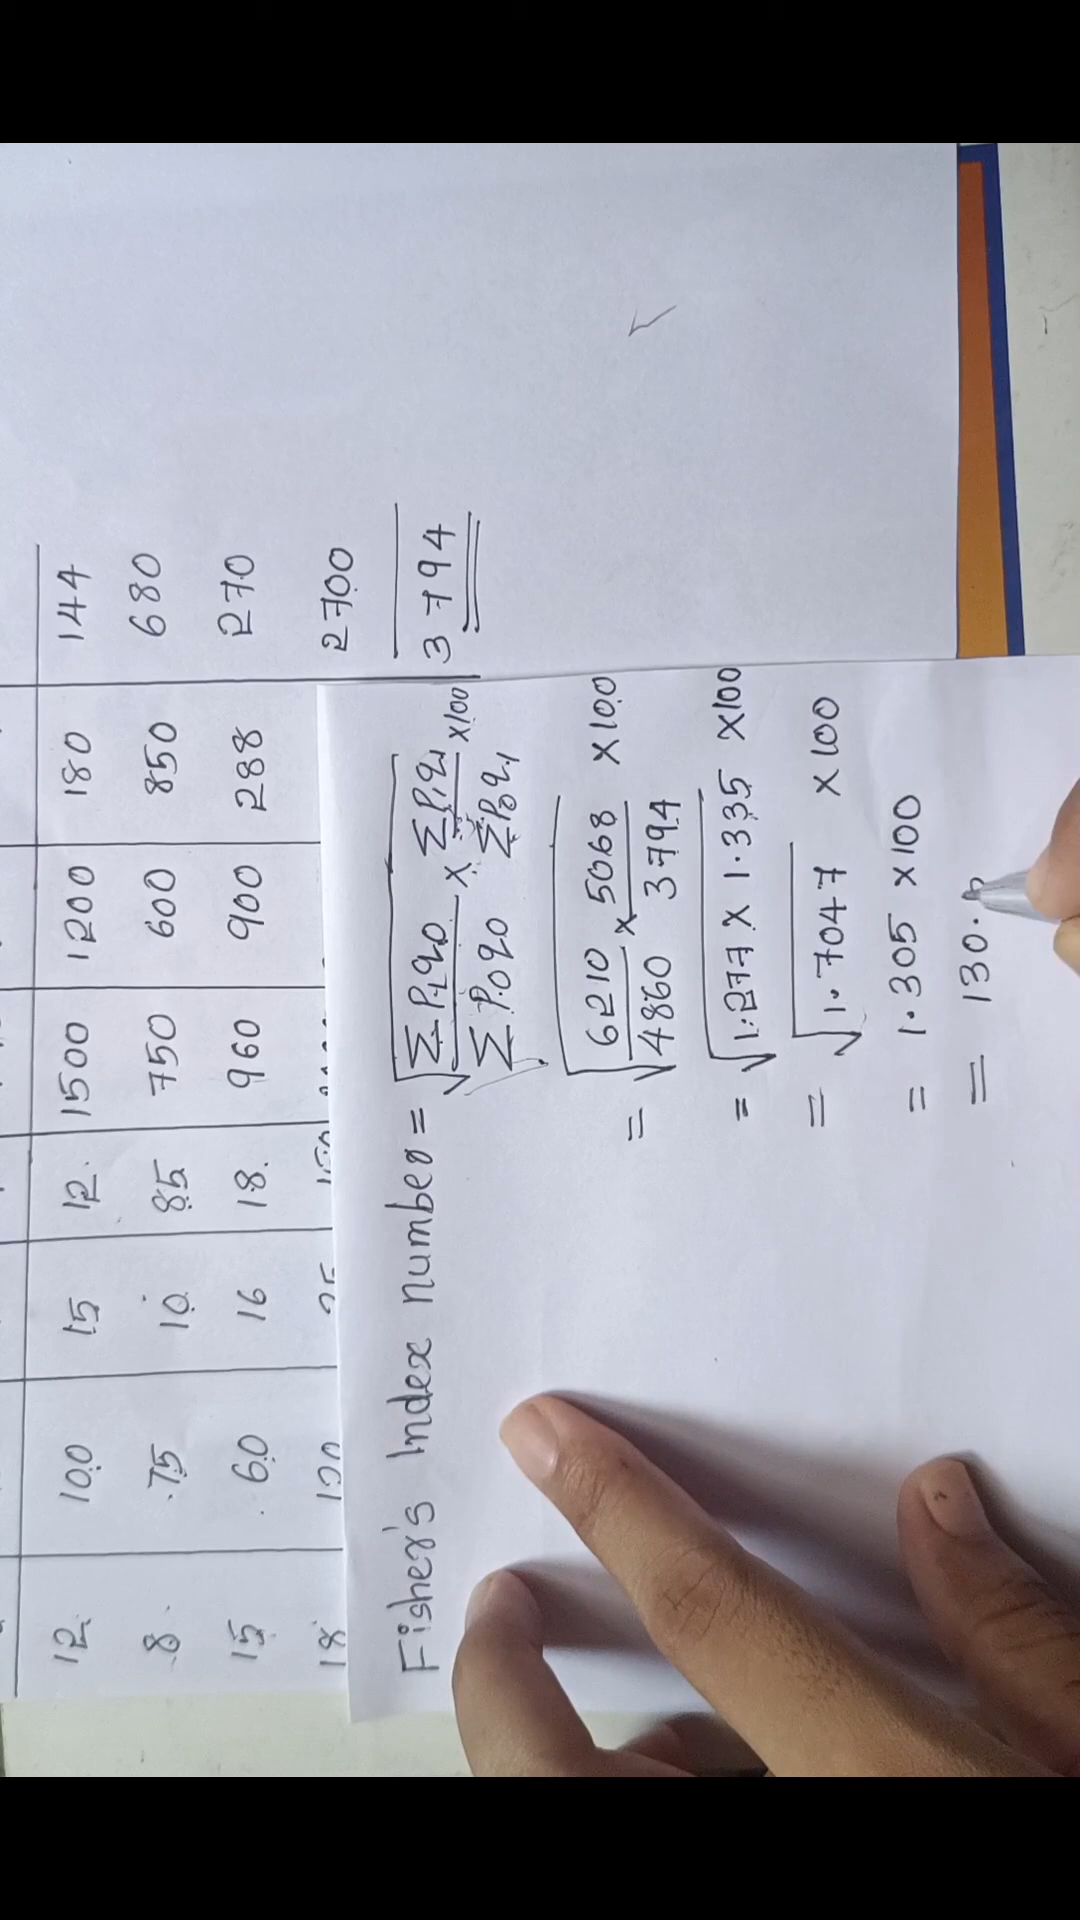 12 100 15 12 1500 1200 180 144
8 75 10 85 750 600 850 680
15 60 16 18 960 900 288 270
18 2700
3794
Fisher's Index number = √ΣP₁q₀/ΣP₀q₀ × ΣP₁q₁/ΣP₀q₁ ×100
= √6210/4860 × 5068/3794 ×100
= √1.277 × 1.335 ×100
= √1.7047 ×100
= 1.305 ×100
= 130.